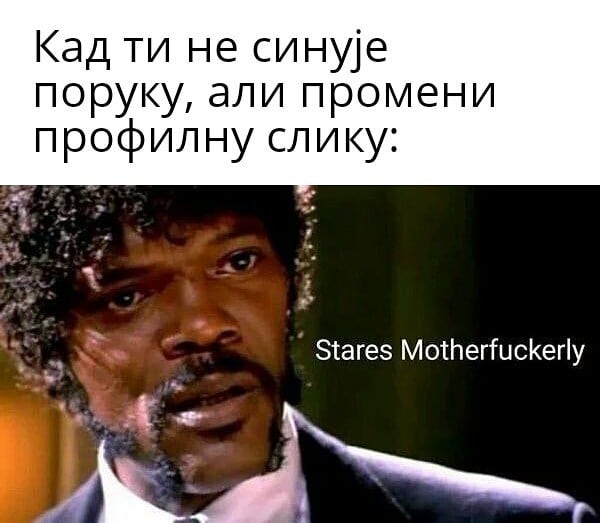 Кад ти не синује
поруку, али промени
профилну слику:
Stares Motherfuckerly